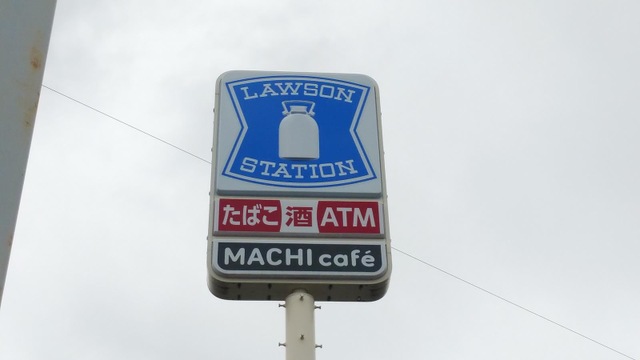 LAWSON
STATION
たばこ 酒 ATM
MACHI café